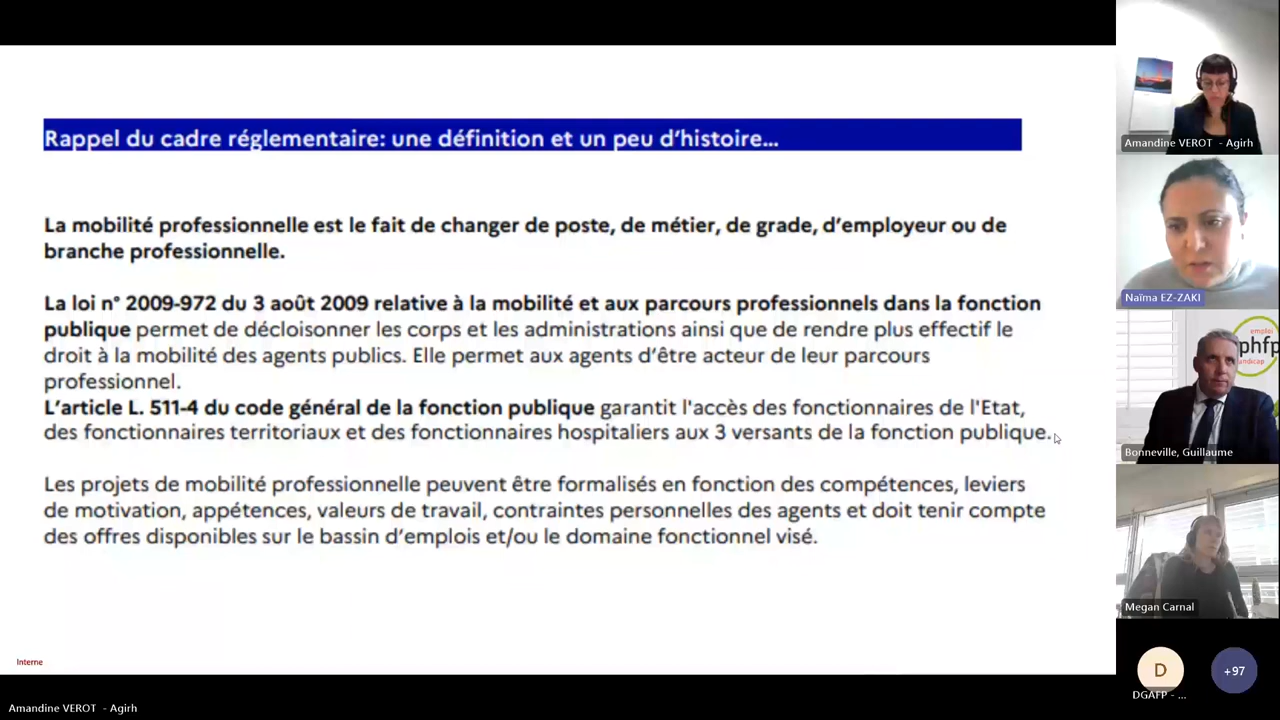 Rappel du cadre réglementaire: une définition et un peu d’histoire…
La mobilité professionnelle est le fait de changer de poste, de métier, de grade, d’employeur ou de
branche professionnelle.
La loi n° 2009-972 du 3 août 2009 relative à la mobilité et aux parcours professionnels dans la fonction
publique permet de décloisonner les corps et les administrations ainsi que de rendre plus effectif le
droit à la mobilité des agents publics. Elle permet aux agents d’être acteur de leur parcours
professionnel.
L’article L. 511-4 du code général de la fonction publique garantit l'accès des fonctionnaires de l'Etat,
des fonctionnaires territoriaux et des fonctionnaires hospitaliers aux 3 versants de la fonction publique.
Les projets de mobilité professionnelle peuvent être formalisés en fonction des compétences, leviers
de motivation, appétences, valeurs de travail, contraintes personnelles des agents et doit tenir compte
des offres disponibles sur le bassin d’emplois et/ou le domaine fonctionnel visé.
Interne
Amandine VEROT - Agirh
Amandine VEROT - Agirh
Naïma EZ-ZAKI
emploi
phfp
andicap
Bonneville, Guillaume
Megan Carnal
D
+97
DGAFP - ...